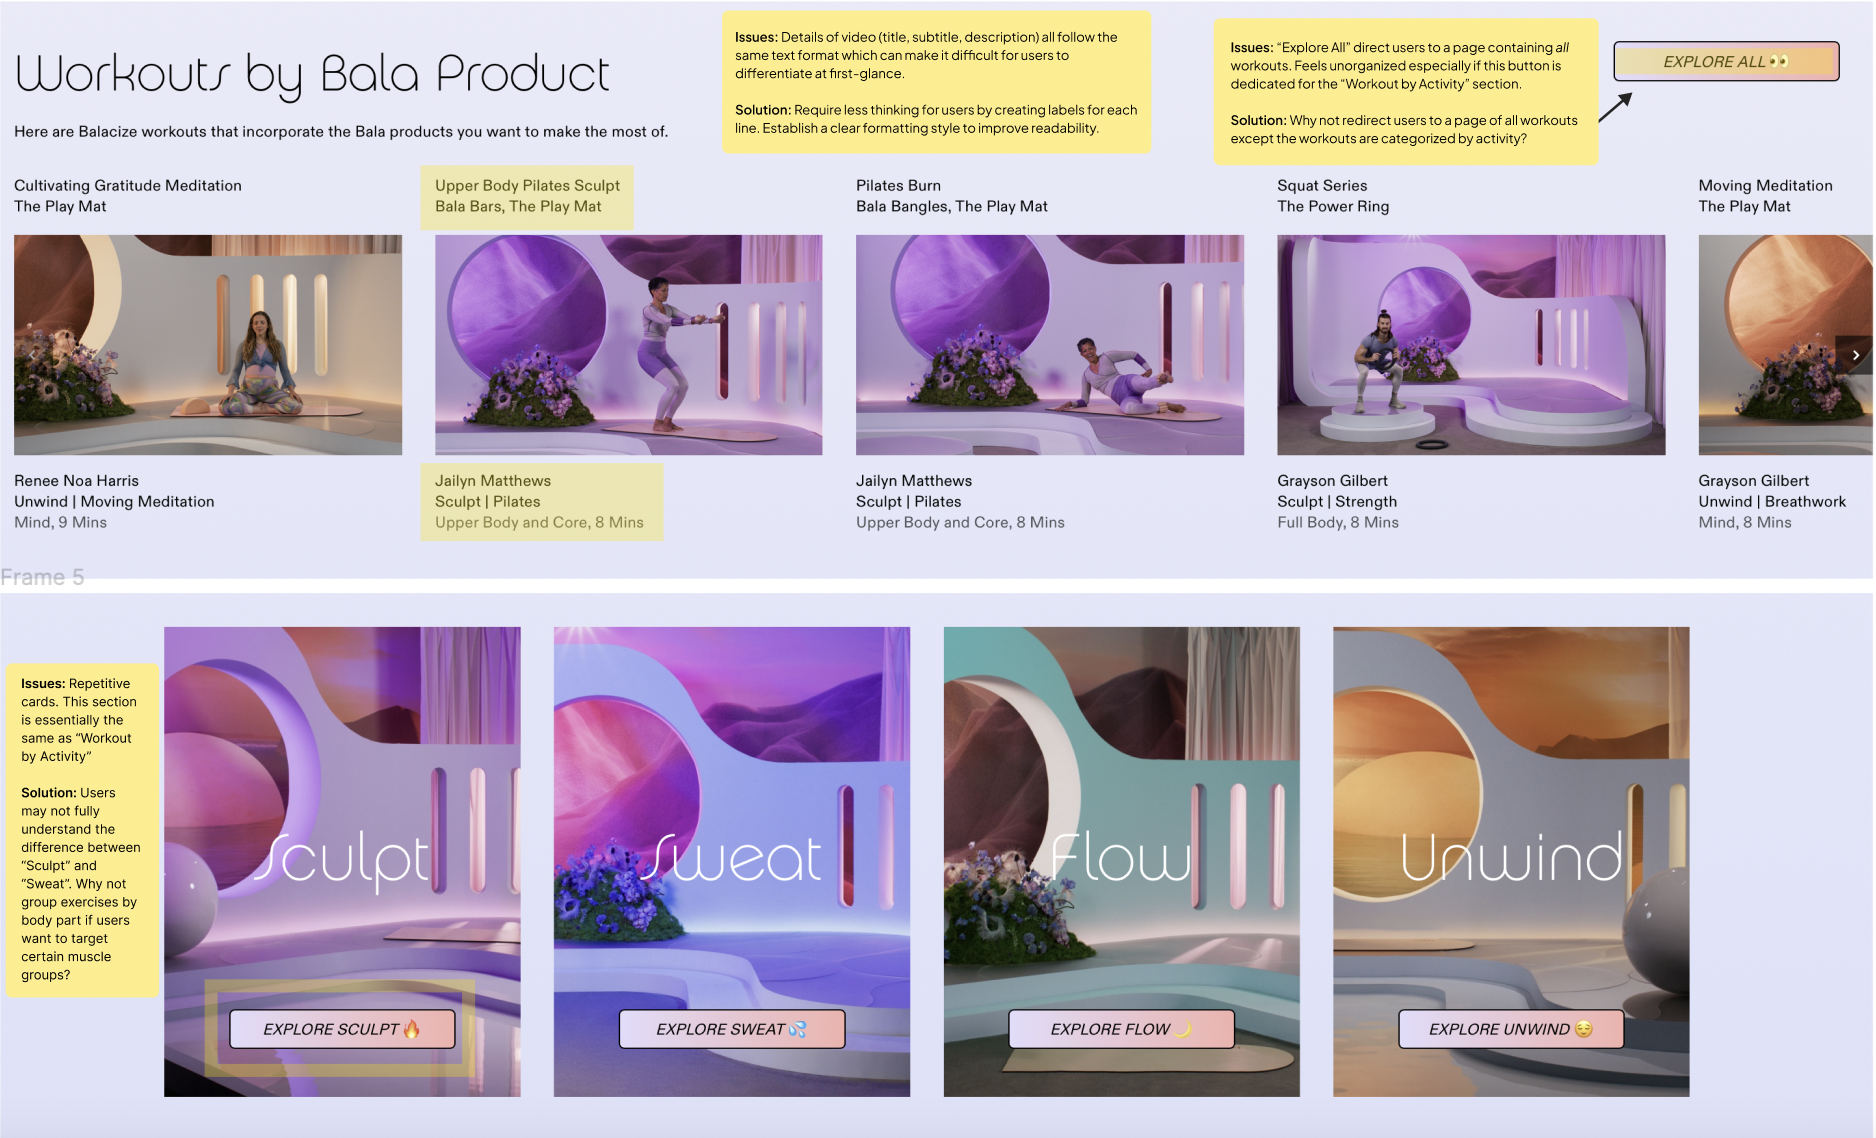 Workouts by Bala Product
Here are Balacize workouts that incorporate the Bala products you want to make the most of.
Issues: Details of video (title, subtitle, description) all follow the
same text format which can make it difficult for users to
differentiate at first-glance.
Solution: Require less thinking for users by creating labels for each
line. Establish a clear formatting style to improve readability.
Issues: “Explore All” direct users to a page containing all
workouts. Feels unorganized especially if this button is
dedicated for the “Workout by Activity” section.
Solution: Why not redirect users to a page of all workouts
except the workouts are categorized by activity?
EXPLORE ALL 👀
Cultivating Gratitude Meditation
The Play Mat
Upper Body Pilates Sculpt
Bala Bars, The Play Mat
Pilates Burn
Bala Bangles, The Play Mat
Squat Series
The Power Ring
Moving Meditation
The Play Mat
Renee Noa Harris
Unwind | Moving Meditation
Mind, 9 Mins
Jailyn Matthews
Sculpt | Pilates
Upper Body and Core, 8 Mins
Jailyn Matthews
Sculpt | Pilates
Upper Body and Core, 8 Mins
Grayson Gilbert
Sculpt | Strength
Full Body, 8 Mins
Grayson Gilbert
Unwind | Breathwork
Mind, 8 Mins
Frame 5
Issues: Repetitive
cards. This section
is essentially the
same as “Workout
by Activity”
Solution: Users
may not fully
understand the
difference between
“Sculpt” and
“Sweat”. Why not
group exercises by
body part if users
want to target
certain muscle
groups?
Sculpt
EXPLORE SCULPT 🔥
Sweat
EXPLORE SWEAT 💦
Flow
EXPLORE FLOW 🌙
Unwind
EXPLORE UNWIND 😌